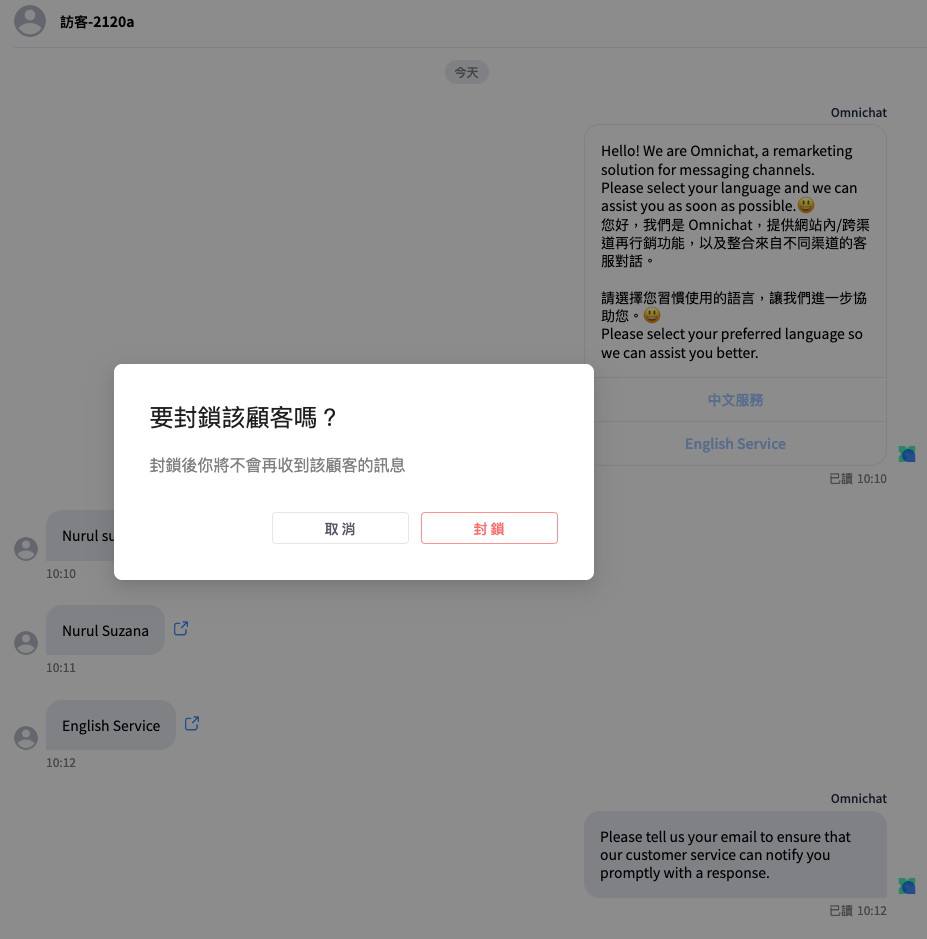 訪客-2120a
今天
Omnichat
Hello! We are Omnichat, a remarketing
solution for messaging channels.
Please select your language and we can
assist you as soon as possible.😃
您好，我們是 Omnichat，提供網站內/跨渠
道再行銷功能，以及整合來自不同渠道的客
服對話。
請選擇您習慣使用的語言，讓我們進一步協
助您。😃
Please select your preferred language so
we can assist you better.
中文服務
English Service
已讀 10:10
要封鎖該顧客嗎？
封鎖後你將不會再收到該顧客的訊息
取 消
封 鎖
Nurul su
10:10
Nurul Suzana
10:11
English Service
10:12
Omnichat
Please tell us your email to ensure that
our customer service can notify you
promptly with a response.
已讀 10:12